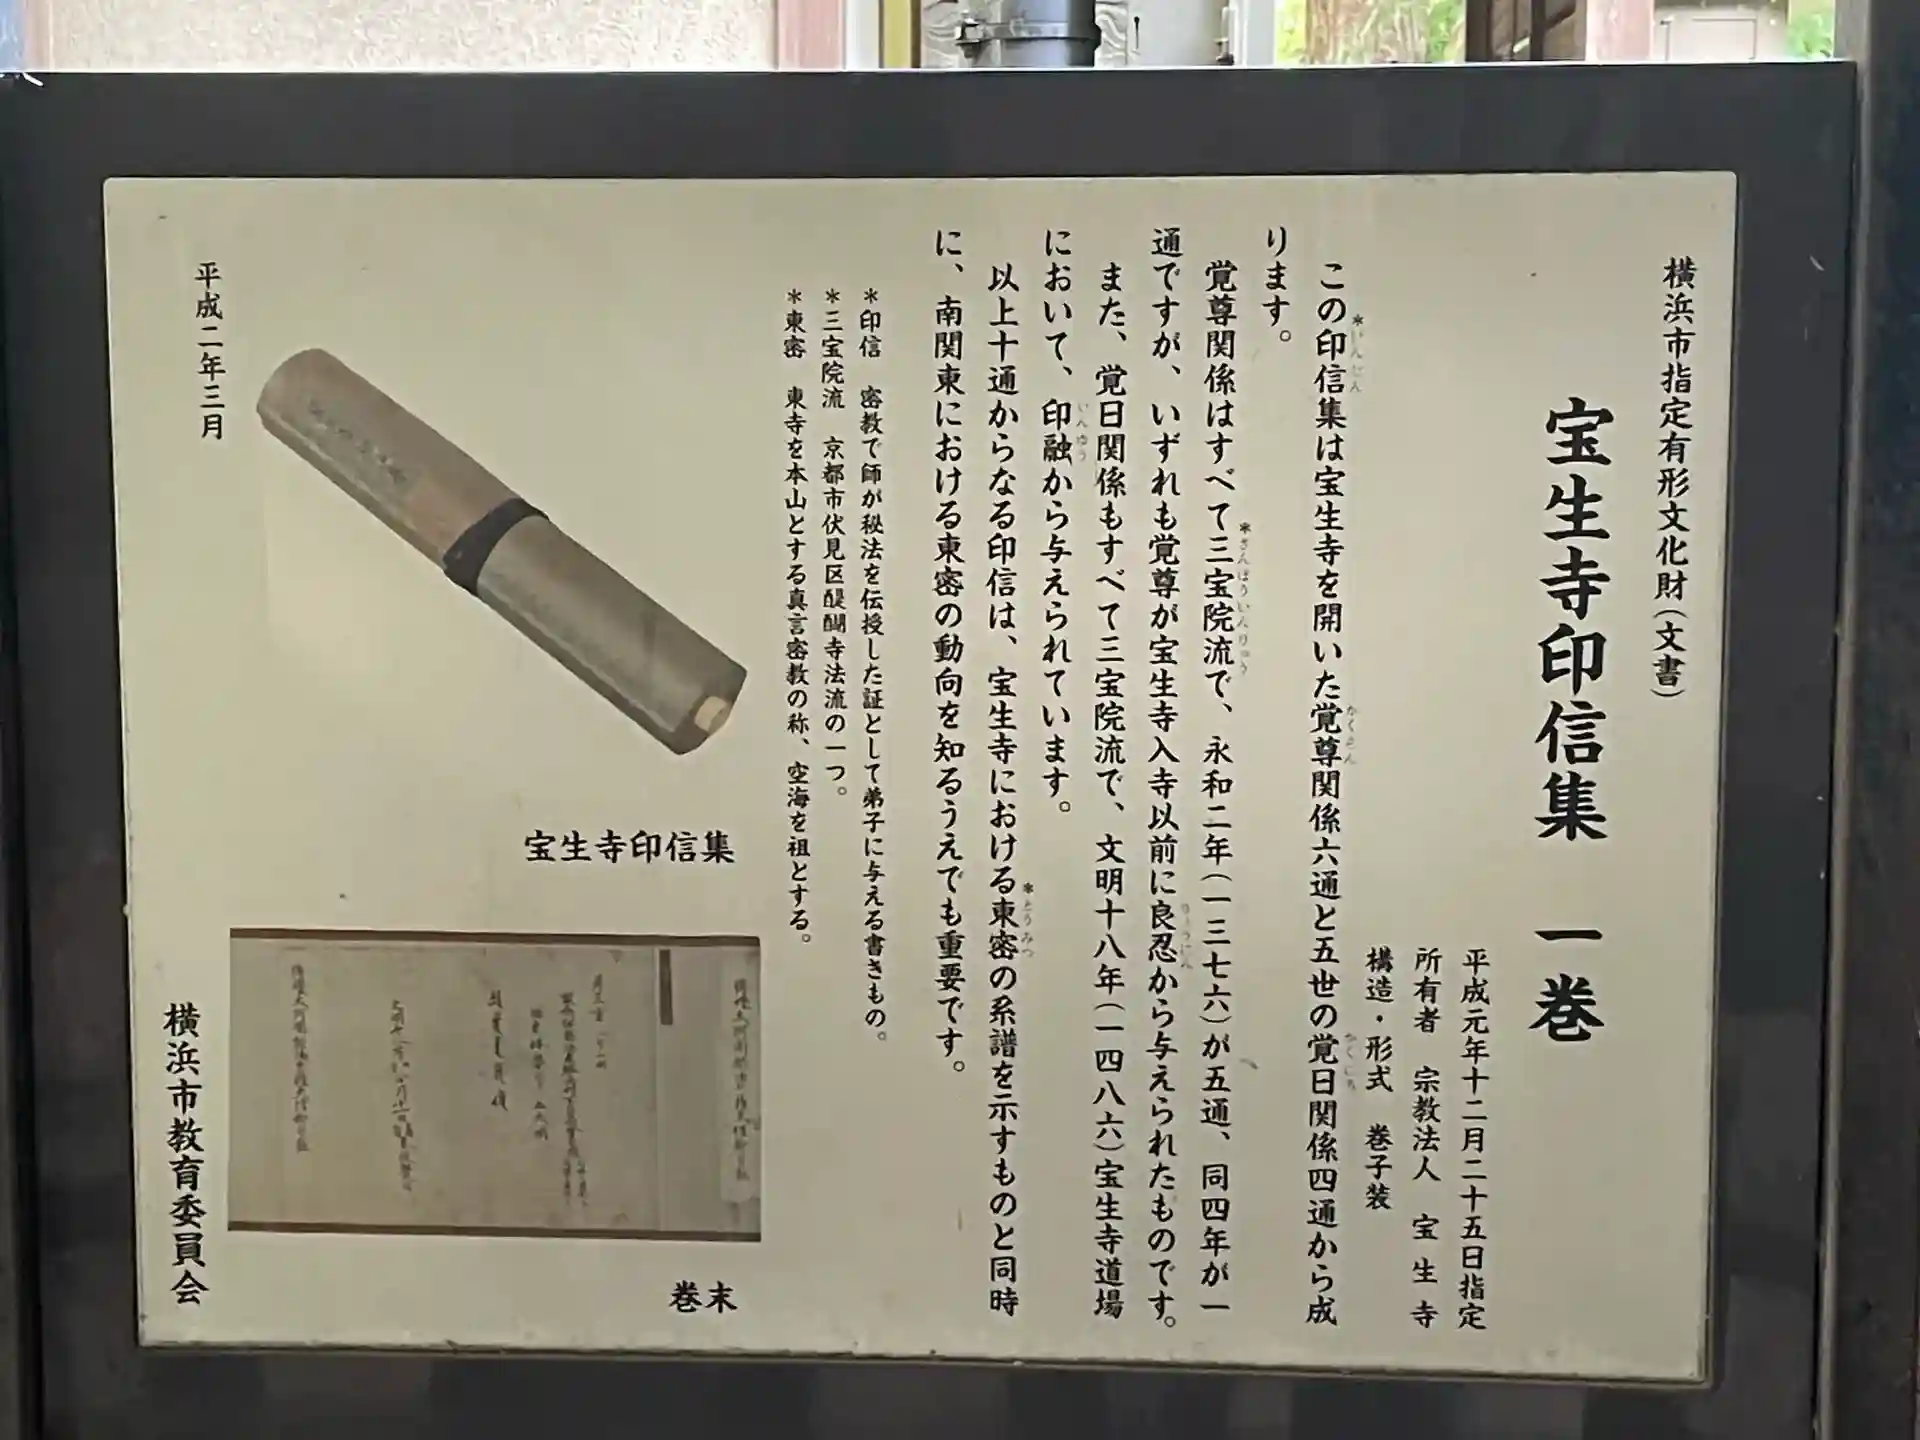 横浜市指定有形文化財（文書）
宝生寺印信集　一巻
平成元年十二月二十五日指定
所有者　宗教法人　宝生寺
構造・形式　巻子装
この印信集は宝生寺を開いた覚尊関係六通と五世の覚日関係四通から成
ります。
覚尊関係はすべて三宝院流で、永和二年（一三七六）が五通、同四年が一
通ですが、いずれも覚尊が宝生寺入寺以前に良忍から与えられたものです。
また、覚日関係もすべて三宝院流で、文明十八年（一四八六）宝生寺道場
において、印融から与えられています。
以上十通からなる印信は、宝生寺における東密の系譜を示すものと同時
に、南関東における東密の動向を知るうえでも重要です。
＊印信　密教で師が秘法を伝授した証として弟子に与える書きもの。
＊三宝院流　京都市伏見区醍醐寺法流の一つ。
＊東密　東寺を本山とする真言密教の称、空海を祖とする。
宝生寺印信集
巻末
平成二年三月
横浜市教育委員会